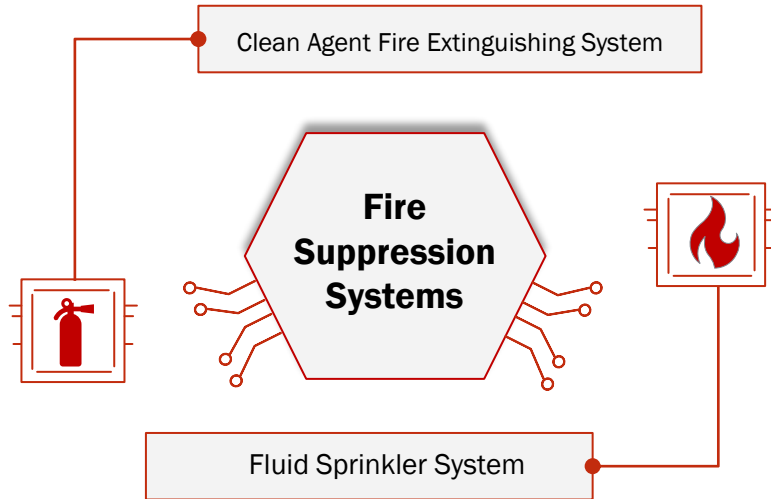 Clean Agent Fire Extinguishing System
Fire
Suppression
Systems
Fluid Sprinkler System